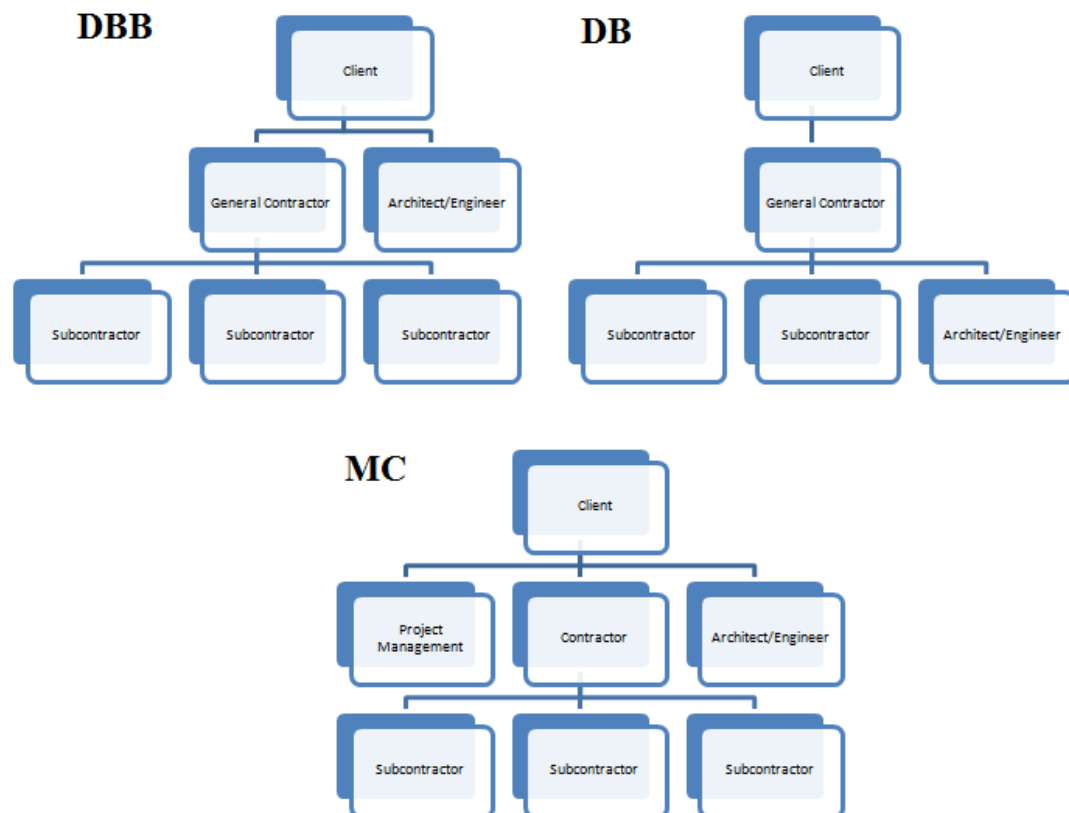 DBB
Client
General Contractor
Architect/Engineer
Subcontractor
Subcontractor
Subcontractor
DB
Client
General Contractor
Subcontractor
Subcontractor
Architect/Engineer
MC
Client
Project
Management
Contractor
Architect/Engineer
Subcontractor
Subcontractor
Subcontractor